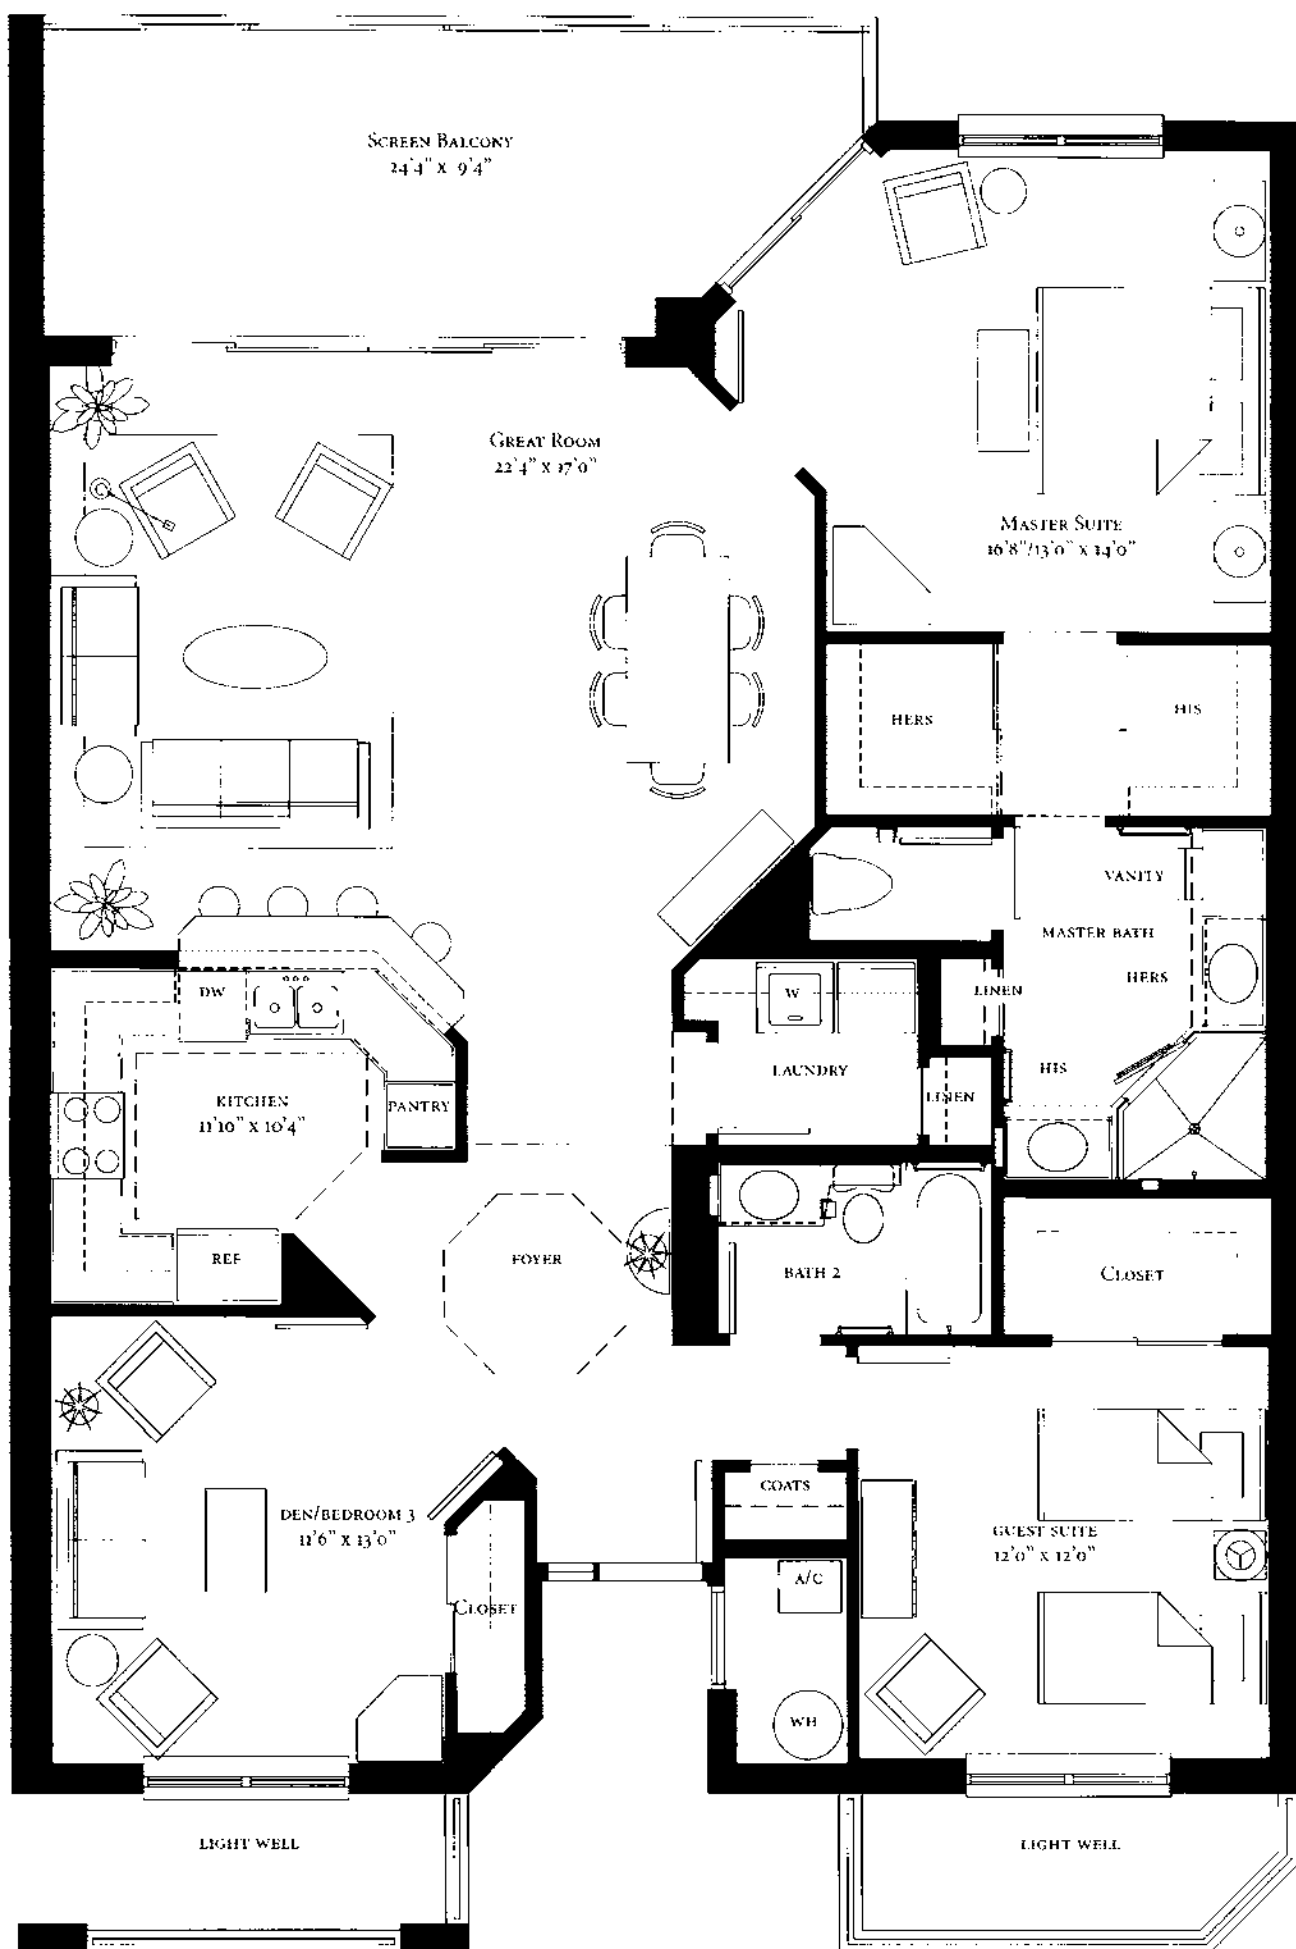 SCREEN BALCONY
24'4" X 9'4"
GREAT ROOM
22'4" X 17'0"
MASTER SUITE
16'8"/13'0" X 14'0"
HERS
HIS
VANITY
MASTER BATH
HERS
LINEN
HIS
DW
W
LAUNDRY
LINEN
KITCHEN
11'10" X 10'4"
PANTRY
REF
FOYER
BATH 2
CLOSET
DEN/BEDROOM 3
11'6" X 13'0"
CLOSET
COATS
A/C
WH
GUEST SUITE
12'0" X 12'0"
LIGHT WELL
LIGHT WELL